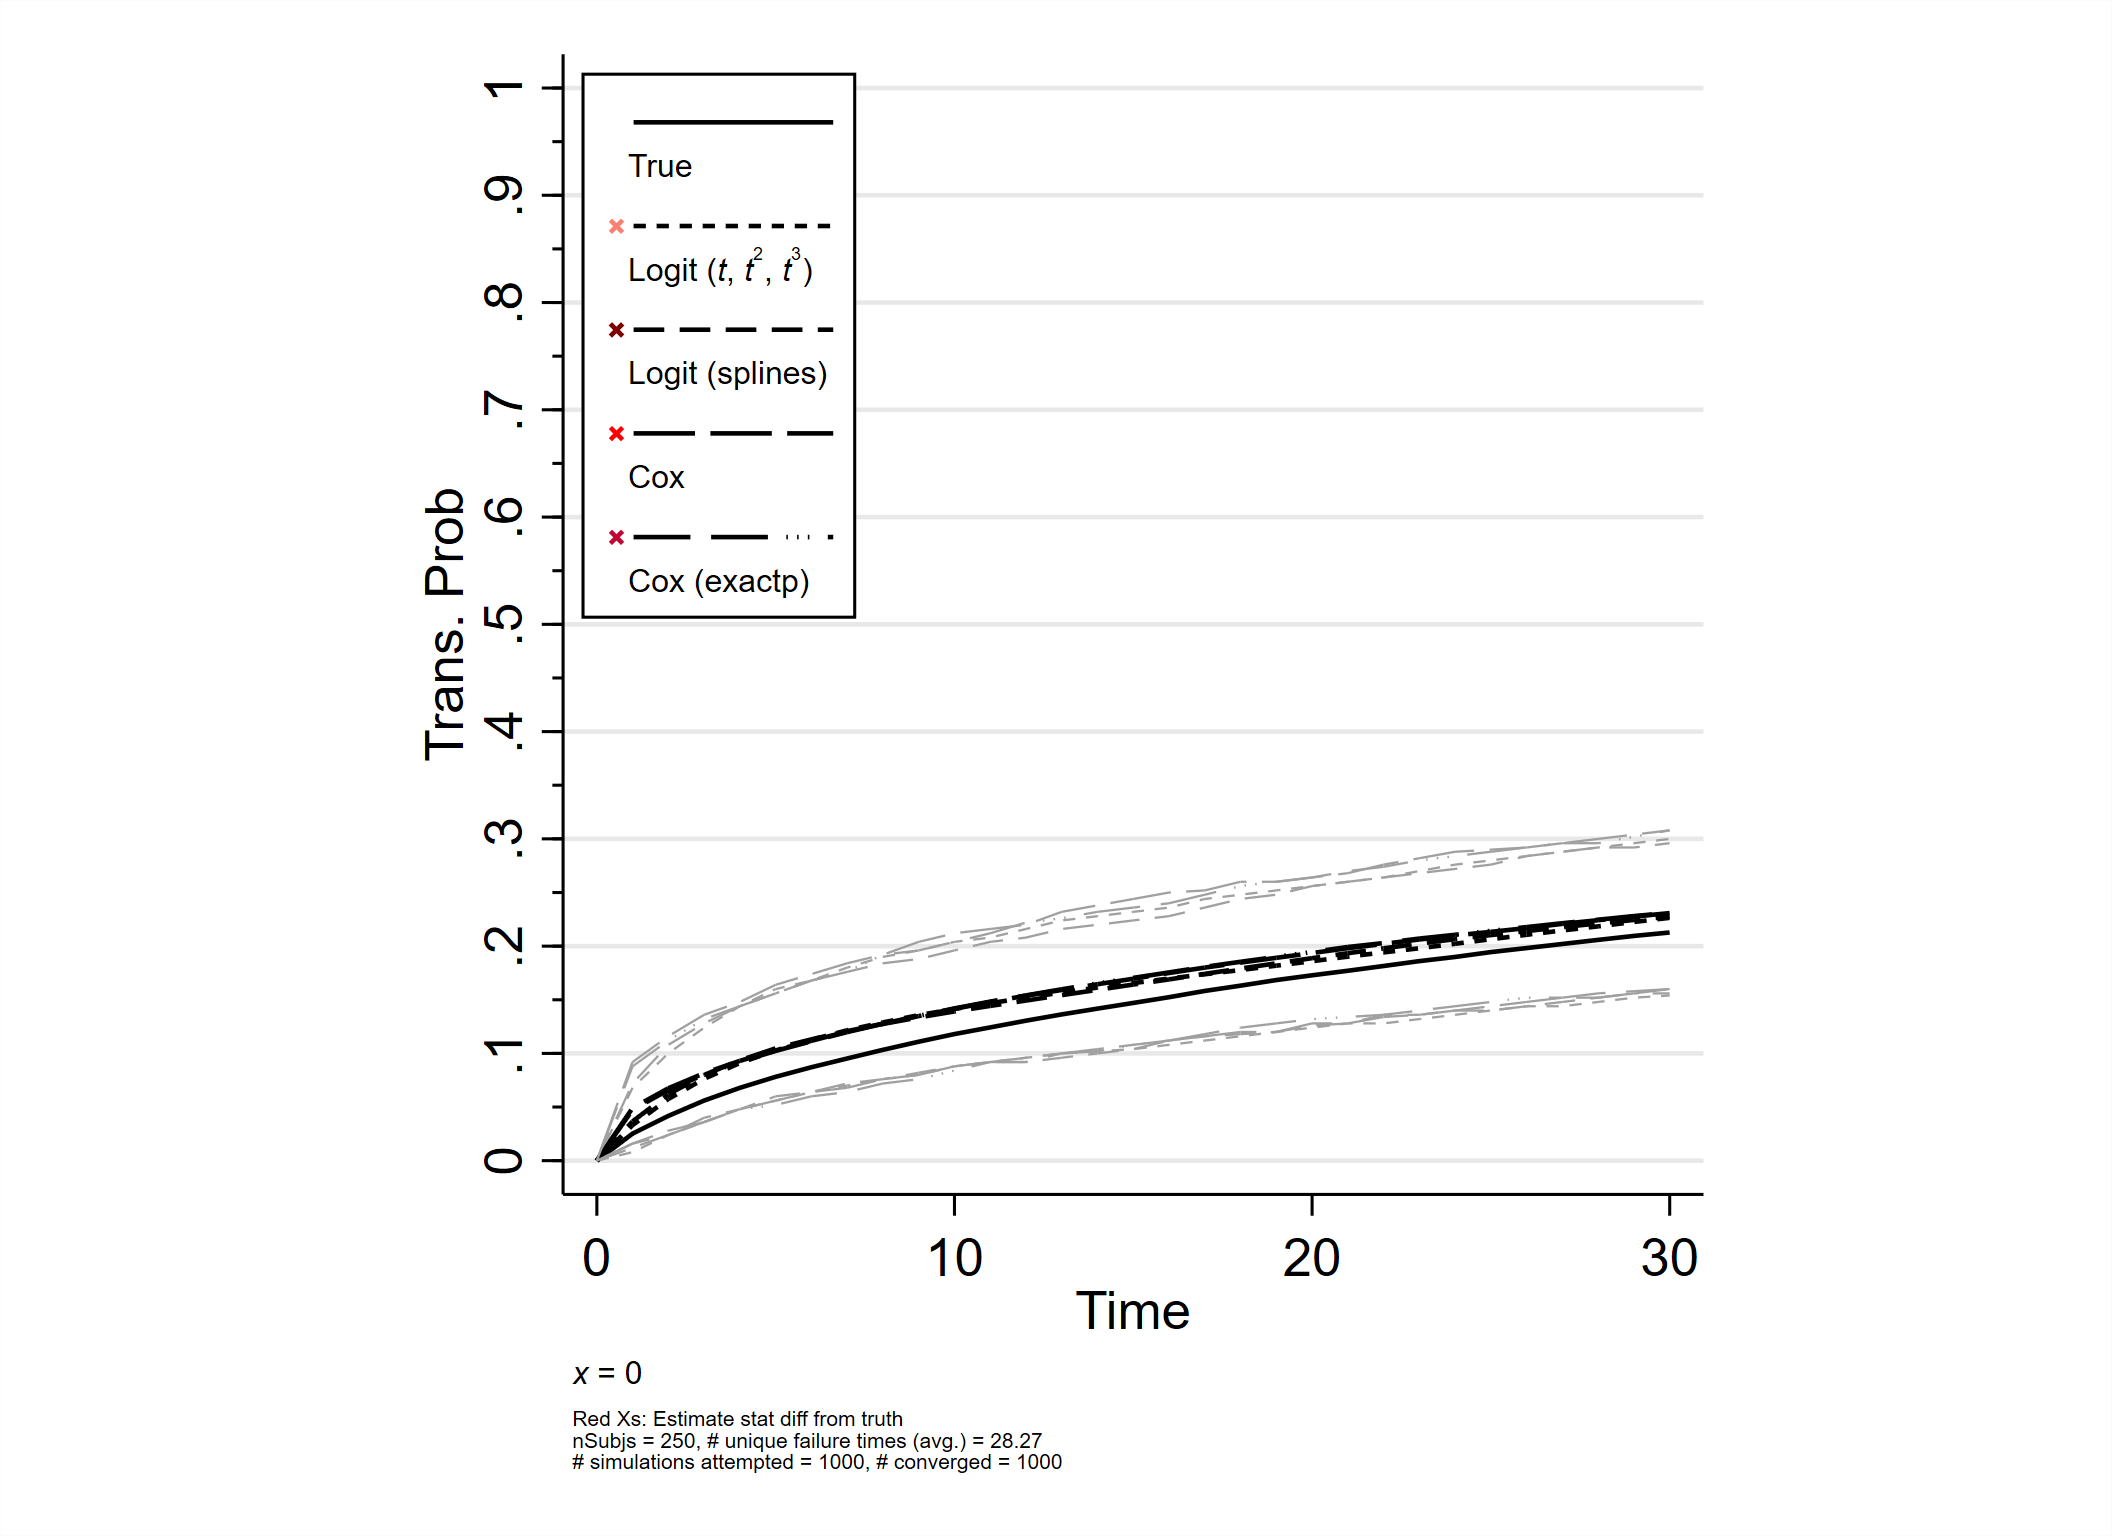 True
Logit (t, t², t³)
Logit (splines)
Cox
Cox (exactp)
Trans. Prob
1
.9
.8
.7
.6
.5
.4
.3
.2
.1
0
0 10 20 30
Time
x = 0
Red Xs: Estimate stat diff from truth
nSubjs = 250, # unique failure times (avg.) = 28.27
# simulations attempted = 1000, # converged = 1000